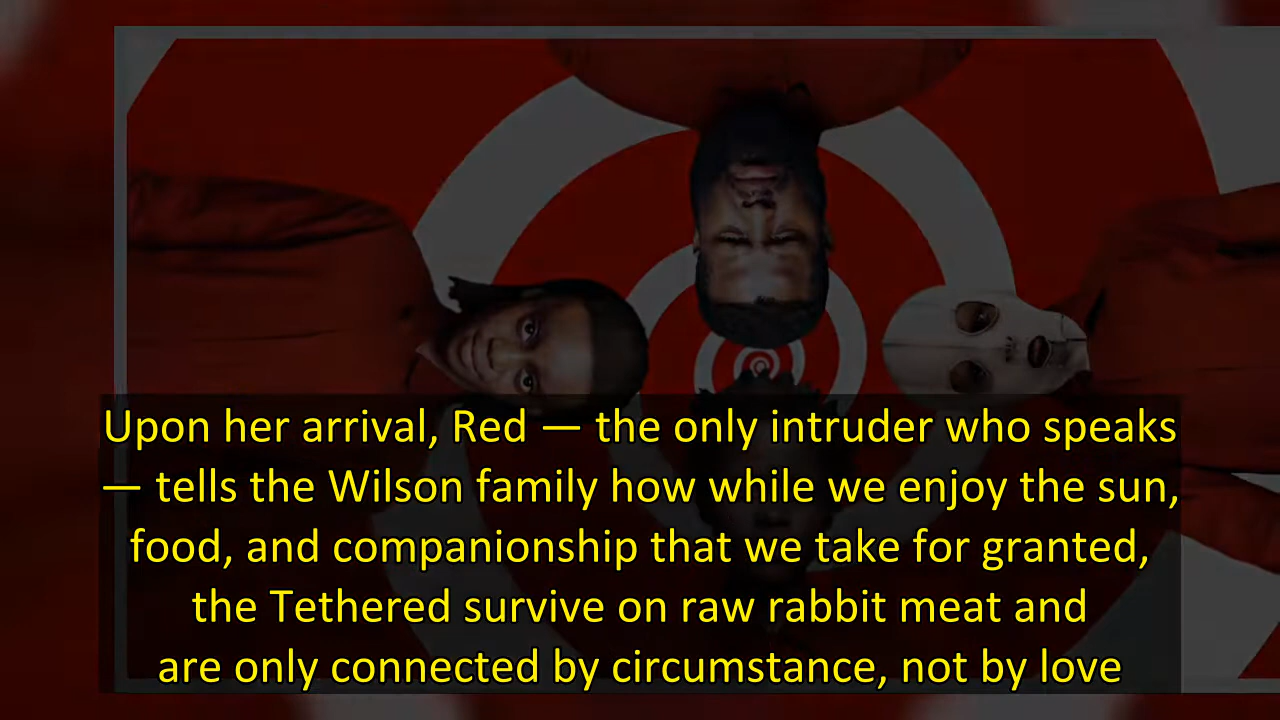 Upon her arrival, Red — the only intruder who speaks
— tells the Wilson family how while we enjoy the sun,
food, and companionship that we take for granted,
the Tethered survive on raw rabbit meat and
are only connected by circumstance, not by love